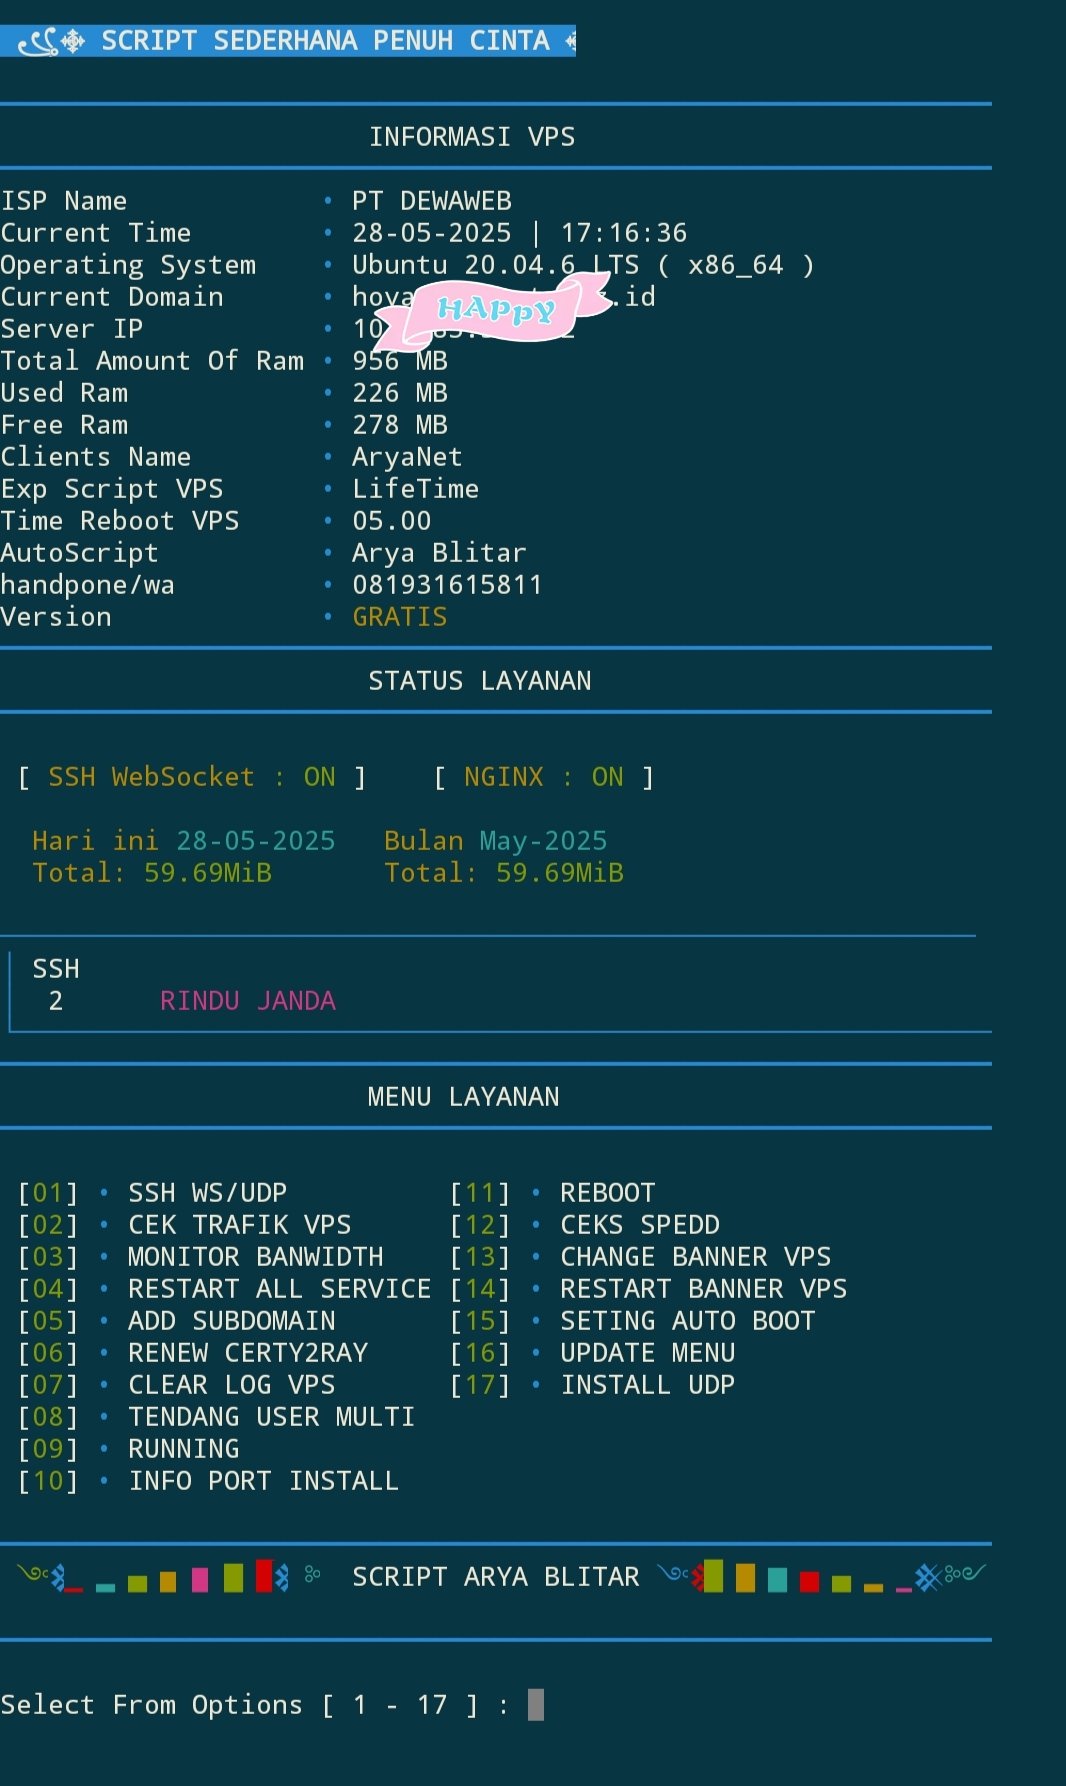 SCRIPT SEDERHANA PENUH CINTA
INFORMASI VPS
ISP Name • PT DEWAWEB
Current Time • 28-05-2025 | 17:16:36
Operating System • Ubuntu 20.04.6 LTS ( x86_64 )
Current Domain • .id
HAPPY
Server IP •
Total Amount Of Ram • 956 MB
Used Ram • 226 MB
Free Ram • 278 MB
Clients Name • AryaNet
Exp Script VPS • LifeTime
Time Reboot VPS • 05.00
AutoScript • Arya Blitar
handpone/wa • 081931615811
Version • GRATIS
STATUS LAYANAN
[ SSH WebSocket : ON ] [ NGINX : ON ]
Hari ini 28-05-2025 Bulan May-2025
Total: 59.69MiB Total: 59.69MiB
SSH
2 RINDU JANDA
MENU LAYANAN
[01] • SSH WS/UDP [11] • REBOOT
[02] • CEK TRAFIK VPS [12] • CEKS SPEDD
[03] • MONITOR BANWIDTH [13] • CHANGE BANNER VPS
[04] • RESTART ALL SERVICE [14] • RESTART BANNER VPS
[05] • ADD SUBDOMAIN [15] • SETING AUTO BOOT
[06] • RENEW CERTY2RAY [16] • UPDATE MENU
[07] • CLEAR LOG VPS [17] • INSTALL UDP
[08] • TENDANG USER MULTI
[09] • RUNNING
[10] • INFO PORT INSTALL
SCRIPT ARYA BLITAR
Select From Options [ 1 - 17 ] :